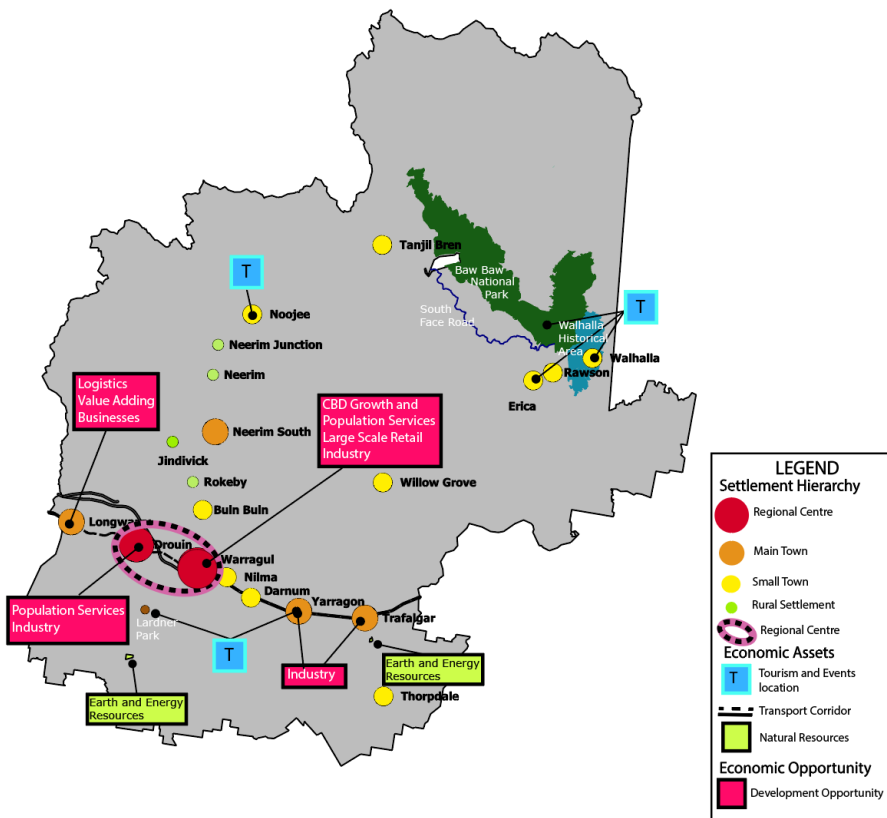 Tanjil Bren
Baw Baw
National
Park
T
Noojee
South
Face Road
T
Walhalla
Historical
Area
Walhalla
Neerim Junction
Neerim
Rawson
Erica
Logistics
Value Adding
Businesses
CBD Growth and
Population Services
Large Scale Retail
Industry
Neerim South
Jindivick
Rokeby
Willow Grove
Buln Buln
Longwarry
Drouin
Warragul
Nilma
Darnum
Yarragon
Trafalgar
Population Services
Industry
Lardner
Park
T
Industry
Earth and Energy
Resources
Earth and Energy
Resources
Thorpdale
LEGEND
Settlement Hierarchy
Regional Centre
Main Town
Small Town
Rural Settlement
Regional Centre
Economic Assets
T
Tourism and Events
location
Transport Corridor
Natural Resources
Economic Opportunity
Development Opportunity